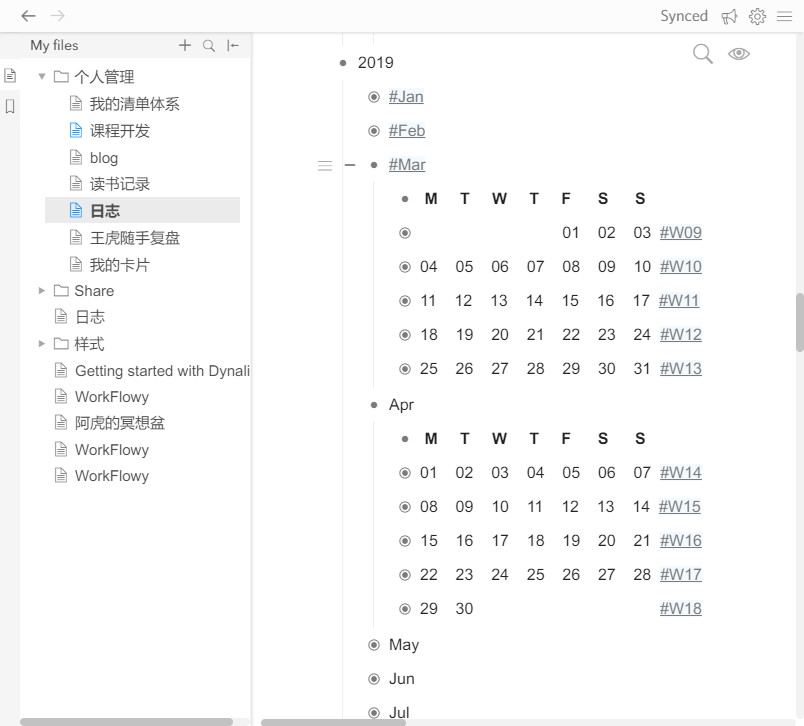 Synced
My files
个人管理
我的清单体系
课程开发
blog
读书记录
日志
王虎随手复盘
我的卡片
Share
日志
样式
Getting started with Dynali
WorkFlowy
阿虎的冥想盆
WorkFlowy
WorkFlowy
2019
#Jan
#Feb
#Mar
M T W T F S S
01 02 03 #W09
04 05 06 07 08 09 10 #W10
11 12 13 14 15 16 17 #W11
18 19 20 21 22 23 24 #W12
25 26 27 28 29 30 31 #W13
Apr
M T W T F S S
01 02 03 04 05 06 07 #W14
08 09 10 11 12 13 14 #W15
15 16 17 18 19 20 21 #W16
22 23 24 25 26 27 28 #W17
29 30 #W18
May
Jun
Jul